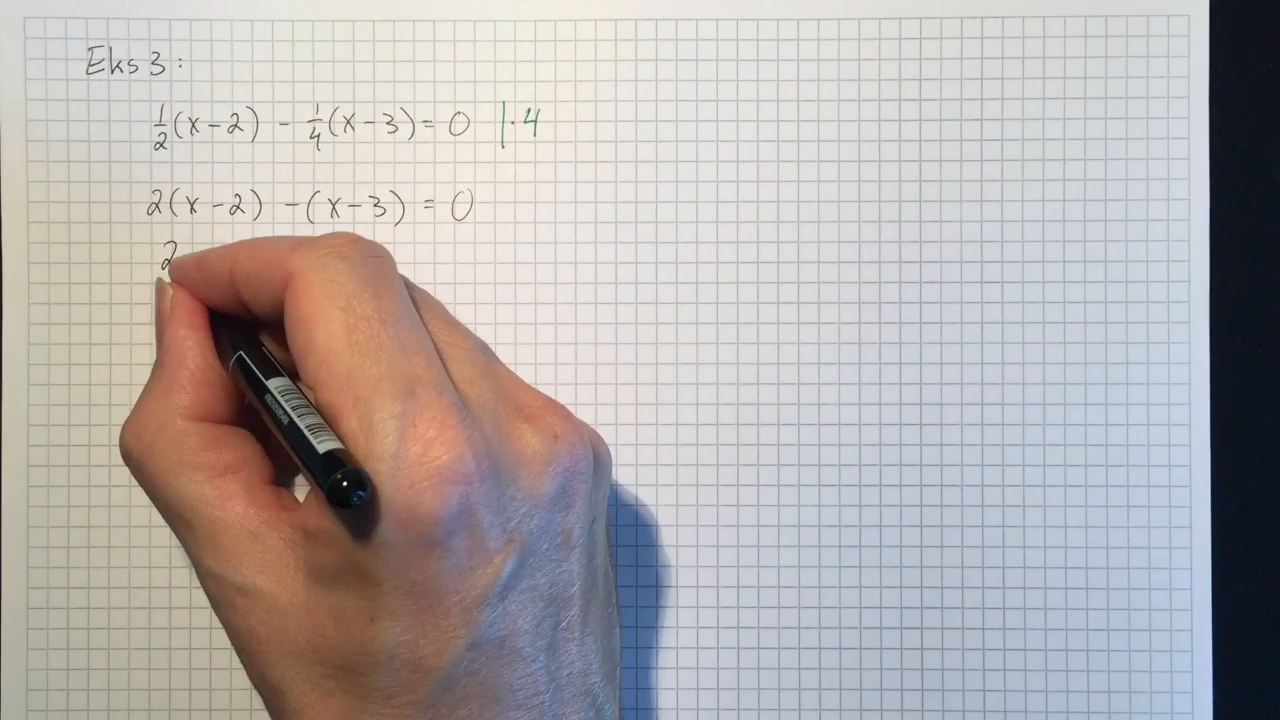 Eks 3:
1/2(x-2) - 1/4(x-3) = 0 |·4
2(x-2) -(x-3) = 0
2